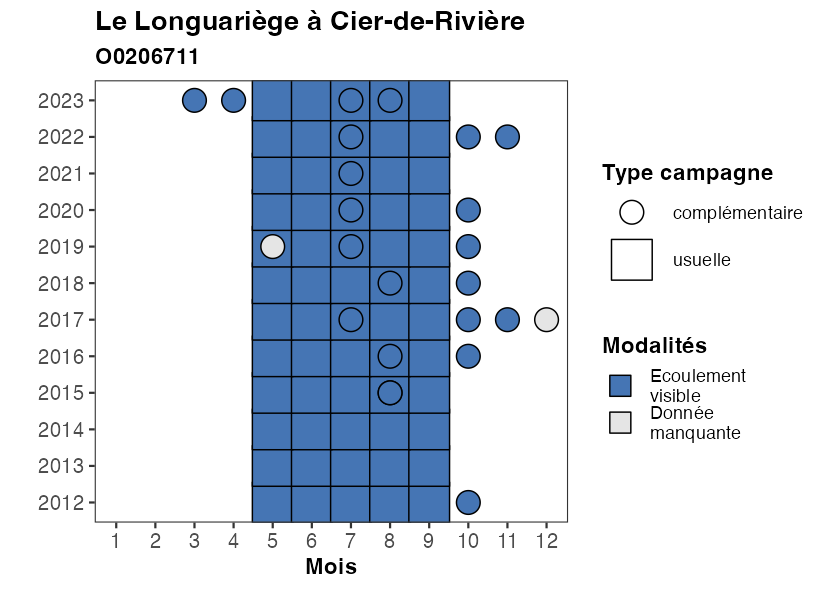 Le Longuariège à Cier-de-Rivière
O0206711
2023
2022
2021
2020
2019
2018
2017
2016
2015
2014
2013
2012
1 2 3 4 5 6 7 8 9 10 11 12
Mois
Type campagne
complémentaire
usuelle
Modalités
Ecoulement
visible
Donnée
manquante